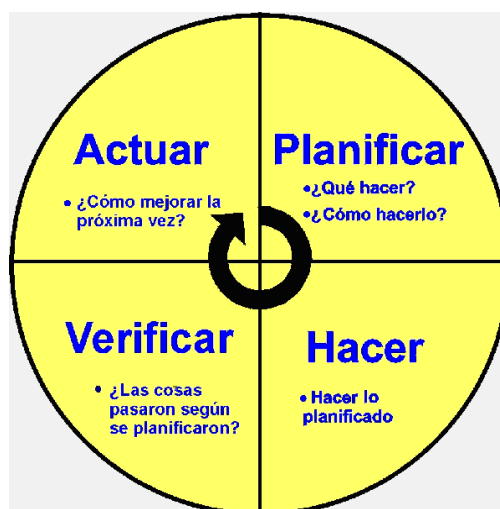 Actuar
• ¿Cómo mejorar la
próxima vez?
Planificar
•¿Qué hacer?
•¿Cómo hacerlo?
Verificar
• ¿Las cosas
pasaron según
se planificaron?
Hacer
• Hacer lo
planificado